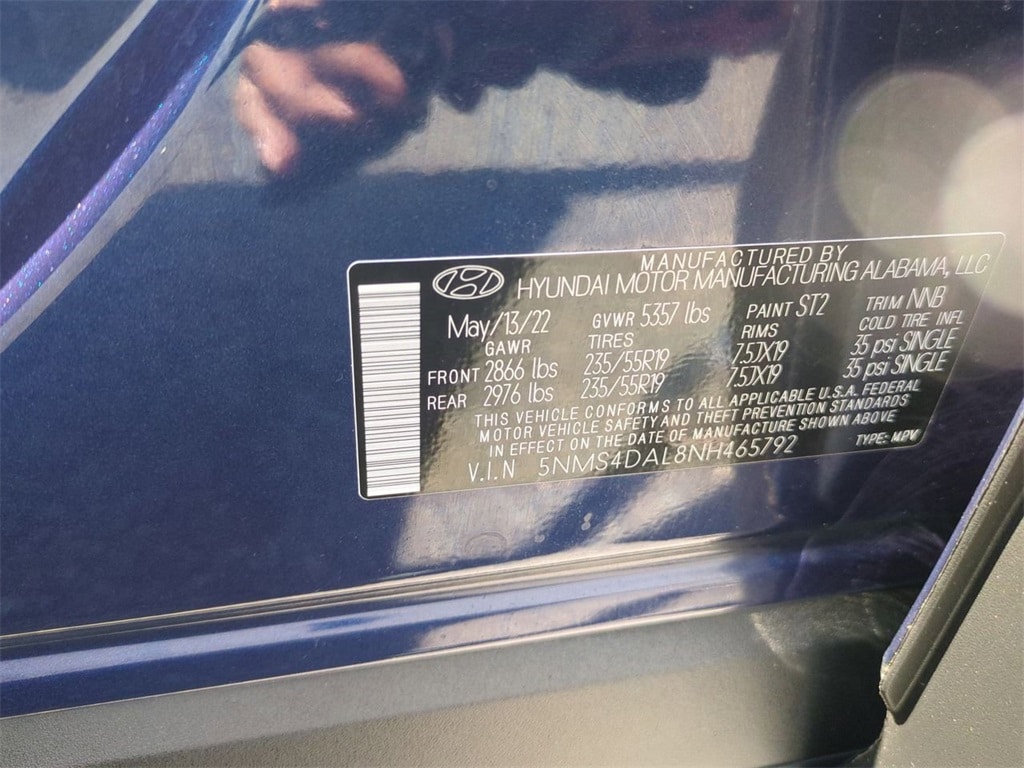 MANUFACTURED BY
HYUNDAI MOTOR MANUFACTURING ALABAMA, LLC
May/13/22 GVWR 5357 lbs PAINT ST2 TRIM NNB
GAWR TIRES RIMS COLD TIRE INFL
FRONT 2866 lbs 235/55R19 7.5JX19 35 psi SINGLE
REAR 2976 lbs 235/55R19 7.5JX19 35 psi SINGLE
THIS VEHICLE CONFORMS TO ALL APPLICABLE U.S.A. FEDERAL
MOTOR VEHICLE SAFETY AND THEFT PREVENTION STANDARDS
IN EFFECT ON THE DATE OF MANUFACTURE SHOWN ABOVE
V.I.N 5NMS4DAL8NH465792 TYPE: MPV